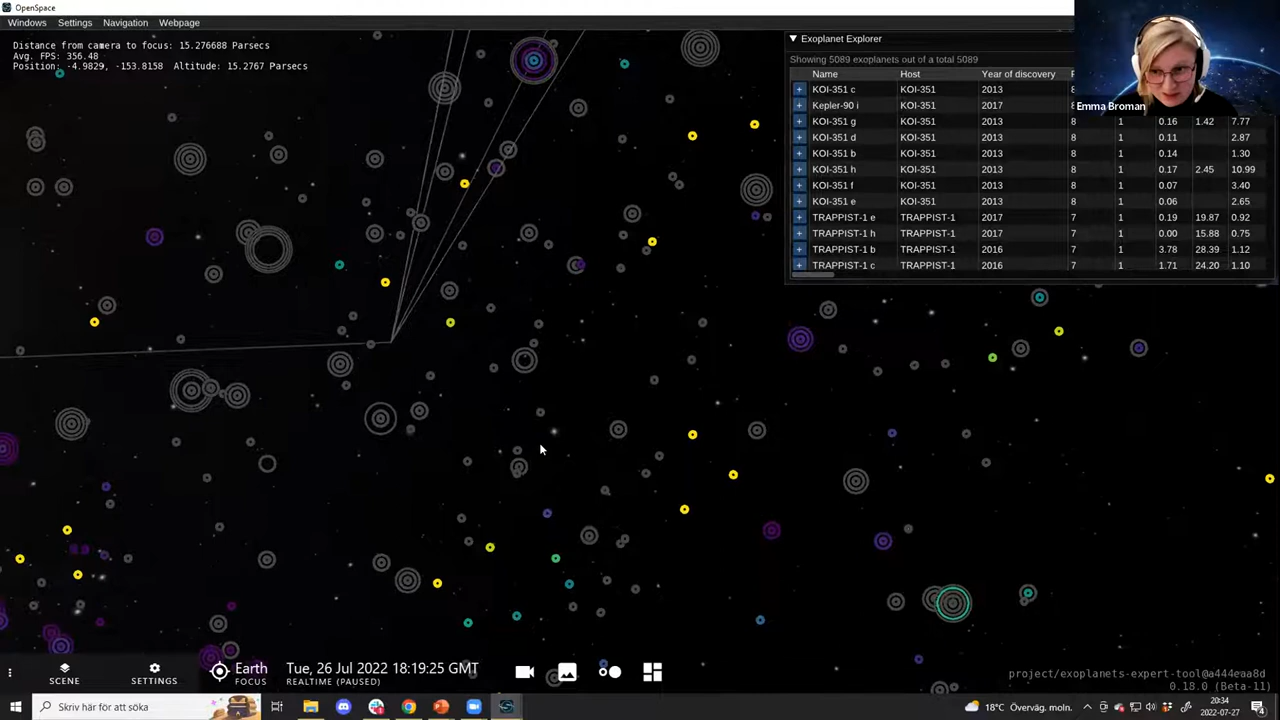 OpenSpace
Windows Settings Navigation Webpage
Distance from camera to focus: 15.276688 Parsecs
Avg. FPS: 356.48
Position: -4.9829, -153.8158 Altitude: 15.2767 Parsecs
Exoplanet Explorer
Showing 5089 exoplanets out of a total 5089
Name Host Year of discovery
+ KOI-351 c KOI-351 2013
+ Kepler-90 i KOI-351 2017
+ KOI-351 g KOI-351 2013 8 1 0.16 1.42 7.77
+ KOI-351 d KOI-351 2013 8 1 0.11 2.87
+ KOI-351 b KOI-351 2013 8 1 0.14 1.30
+ KOI-351 h KOI-351 2013 8 1 0.17 2.45 10.99
+ KOI-351 f KOI-351 2013 8 1 0.07 3.40
+ KOI-351 e KOI-351 2013 8 1 0.06 2.65
+ TRAPPIST-1 e TRAPPIST-1 2017 7 1 0.19 19.87 0.92
+ TRAPPIST-1 h TRAPPIST-1 2017 7 1 0.00 15.88 0.75
+ TRAPPIST-1 b TRAPPIST-1 2016 7 1 3.78 28.39 1.12
+ TRAPPIST-1 c TRAPPIST-1 2016 7 1 1.71 24.20 1.10
Emma Broman
SCENE
SETTINGS
Earth
FOCUS
Tue, 26 Jul 2022 18:19:25 GMT
REALTIME (PAUSED)
project/exoplanets-expert-tool@a444eaa8d
0.18.0 (Beta-11)
Skriv här för att söka
18°C Överväg. moln.
20:34
2022-07-27